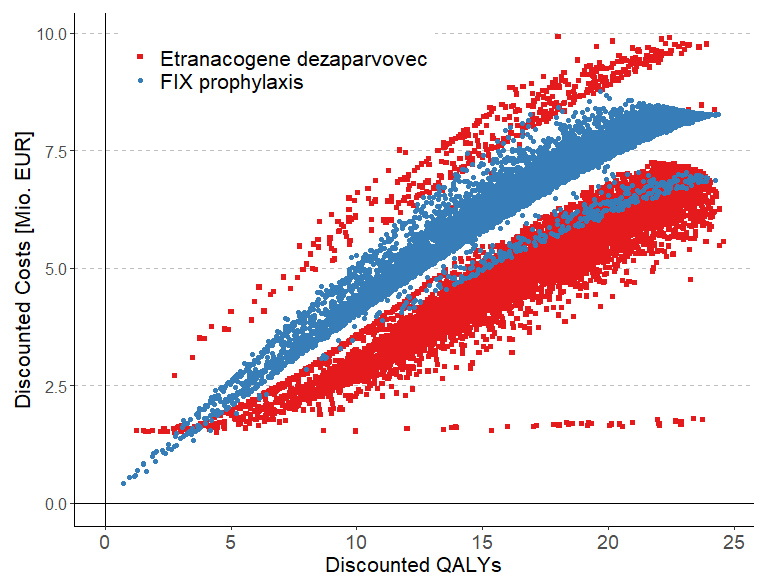 Etranacogene dezaparvovec
FIX prophylaxis
Discounted Costs [Mio. EUR]
10.0
7.5
5.0
2.5
0.0
0 5 10 15 20 25
Discounted QALYs